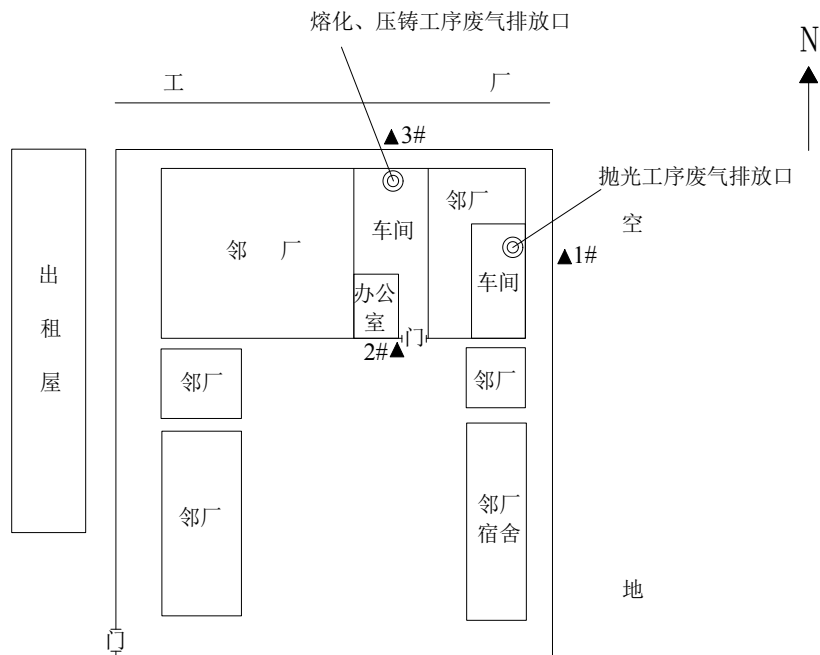 熔化、压铸工序废气排放口
N
工 厂
▲3#
抛光工序废气排放口
邻厂
空
车间
邻 厂
▲1#
出
租
屋
车间
办公
室
门
2#▲
邻厂
邻厂
邻厂
邻厂
宿舍
地
门